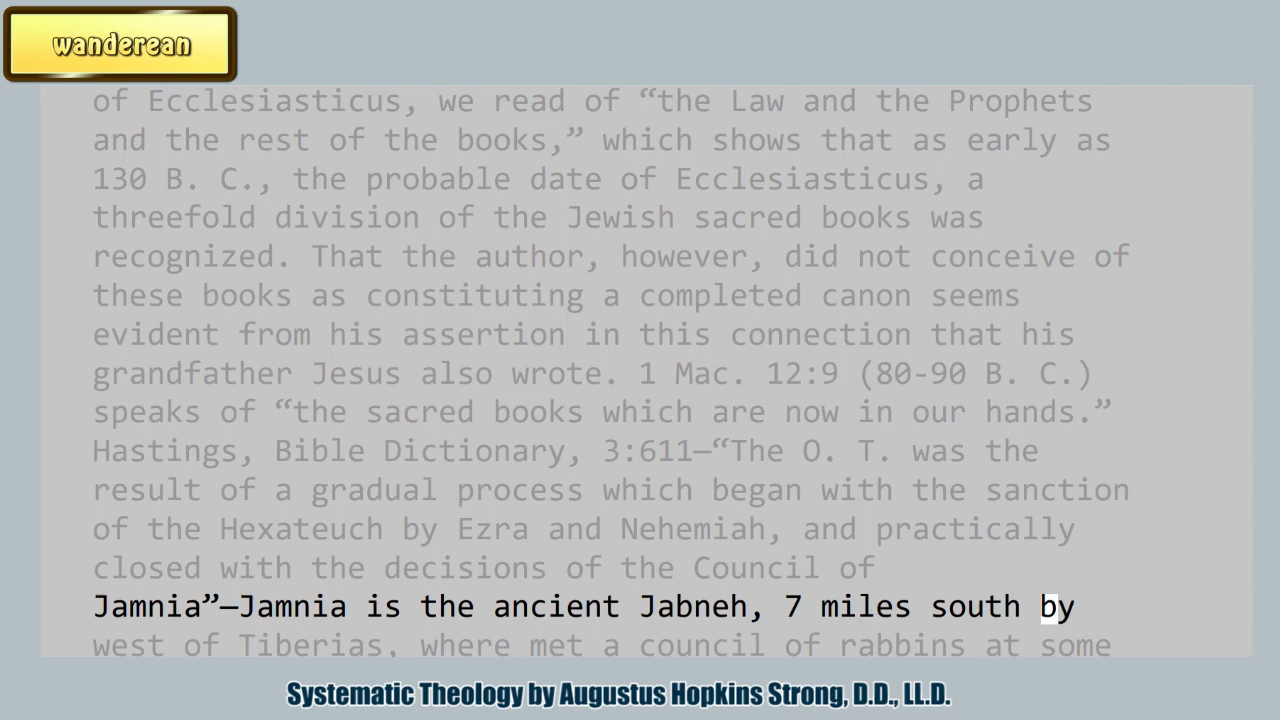 wanderean
of Ecclesiasticus, we read of “the Law and the Prophets
and the rest of the books,” which shows that as early as
130 B. C., the probable date of Ecclesiasticus, a
threefold division of the Jewish sacred books was
recognized. That the author, however, did not conceive of
these books as constituting a completed canon seems
evident from his assertion in this connection that his
grandfather Jesus also wrote. 1 Mac. 12:9 (80-90 B. C.)
speaks of “the sacred books which are now in our hands.”
Hastings, Bible Dictionary, 3:611—“The O. T. was the
result of a gradual process which began with the sanction
of the Hexateuch by Ezra and Nehemiah, and practically
closed with the decisions of the Council of
Jamnia”—Jamnia is the ancient Jabneh, 7 miles south by
west of Tiberias, where met a council of rabbins at some
Systematic Theology by Augustus Hopkins Strong, D.D., LL.D.